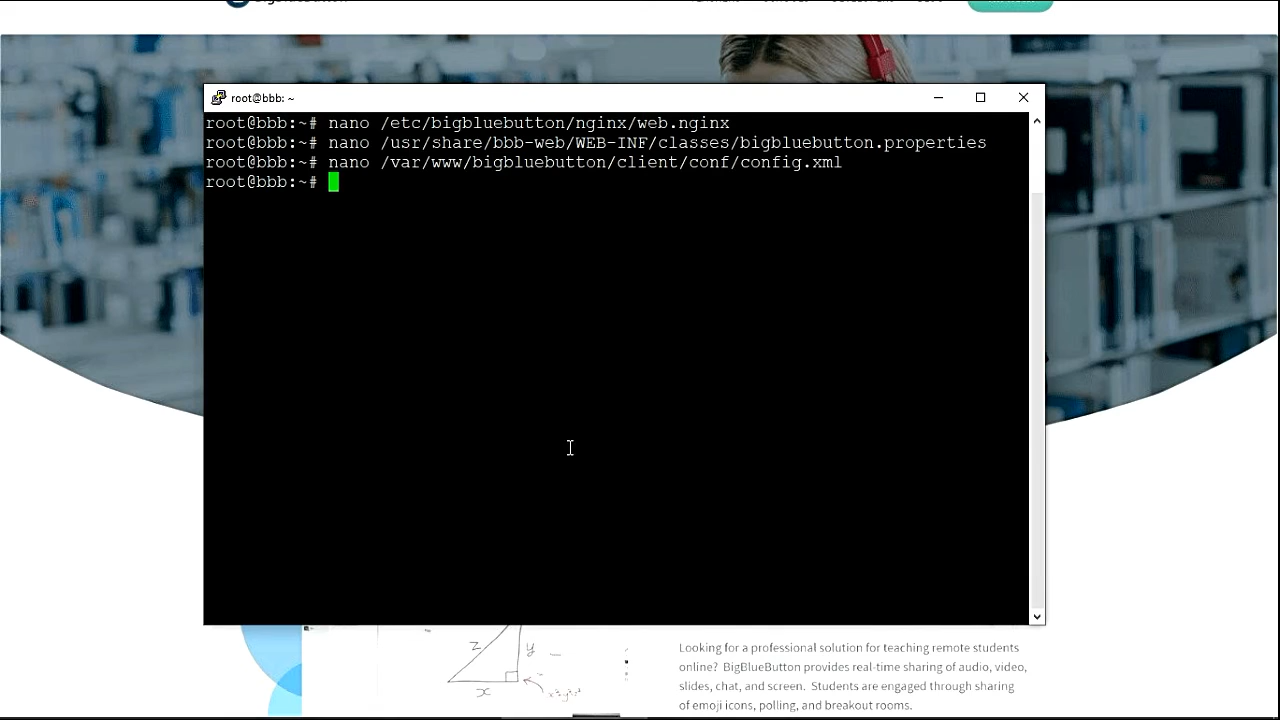 root@bbb: ~
root@bbb:~# nano /etc/bigbluebutton/nginx/web.nginx
root@bbb:~# nano /usr/share/bbb-web/WEB-INF/classes/bigbluebutton.properties
root@bbb:~# nano /var/www/bigbluebutton/client/conf/config.xml
root@bbb:~#
z
y
x
Looking for a professional solution for teaching remote students
online? BigBlueButton provides real-time sharing of audio, video,
slides, chat, and screen. Students are engaged through sharing
of emoji icons, polling, and breakout rooms.